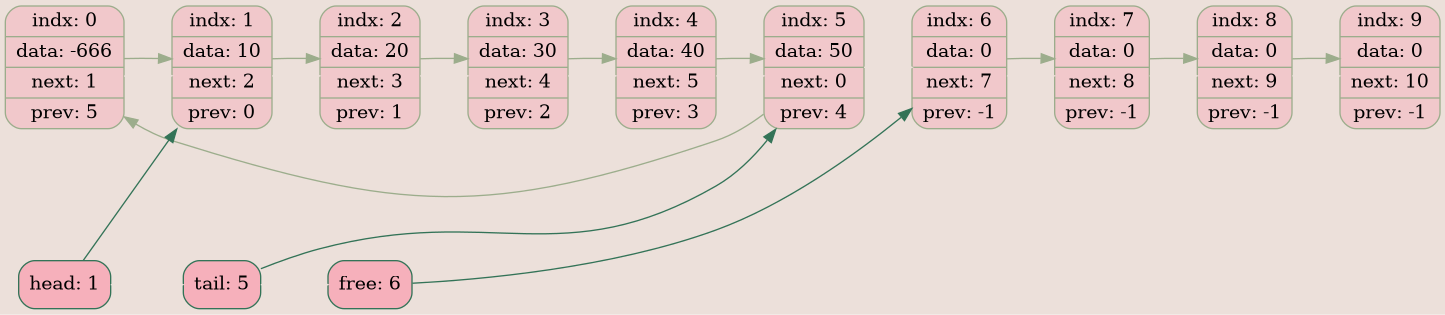 indx: 0
data: -666
next: 1
prev: 5
indx: 1
data: 10
next: 2
prev: 0
indx: 2
data: 20
next: 3
prev: 1
indx: 3
data: 30
next: 4
prev: 2
indx: 4
data: 40
next: 5
prev: 3
indx: 5
data: 50
next: 0
prev: 4
indx: 6
data: 0
next: 7
prev: -1
indx: 7
data: 0
next: 8
prev: -1
indx: 8
data: 0
next: 9
prev: -1
indx: 9
data: 0
next: 10
prev: -1
head: 1
tail: 5
free: 6